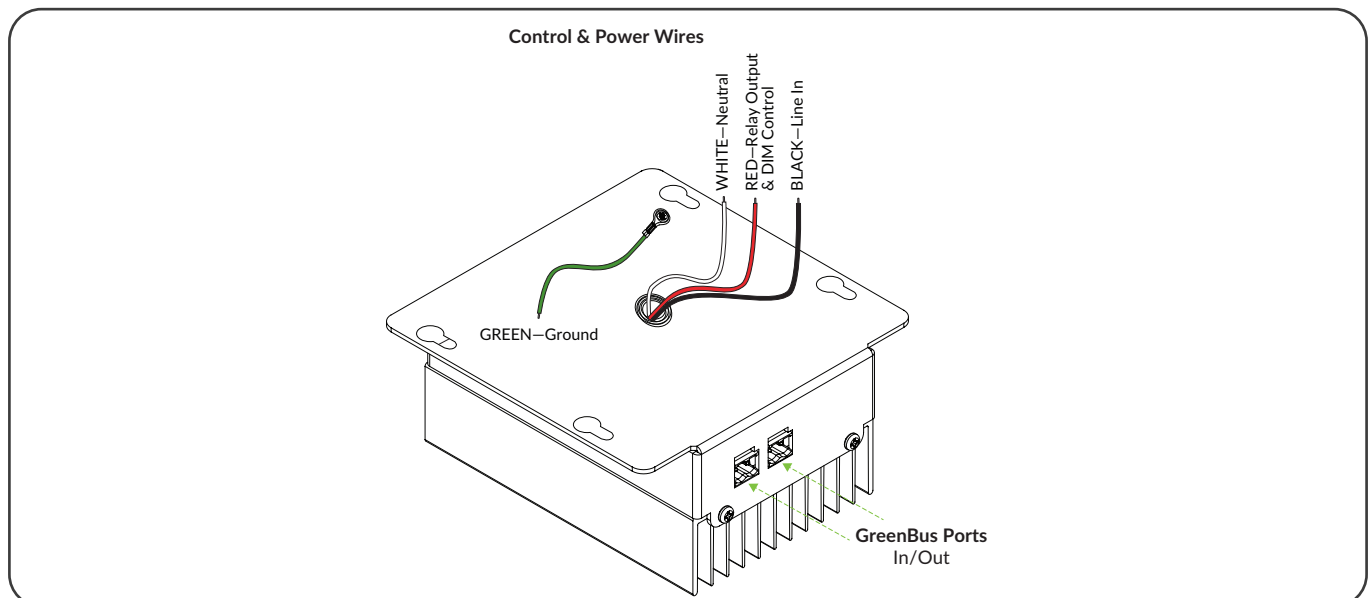 Control & Power Wires
WHITE—Neutral
RED—Relay Output
& DIM Control
BLACK—Line In
GREEN—Ground
GreenBus Ports
In/Out